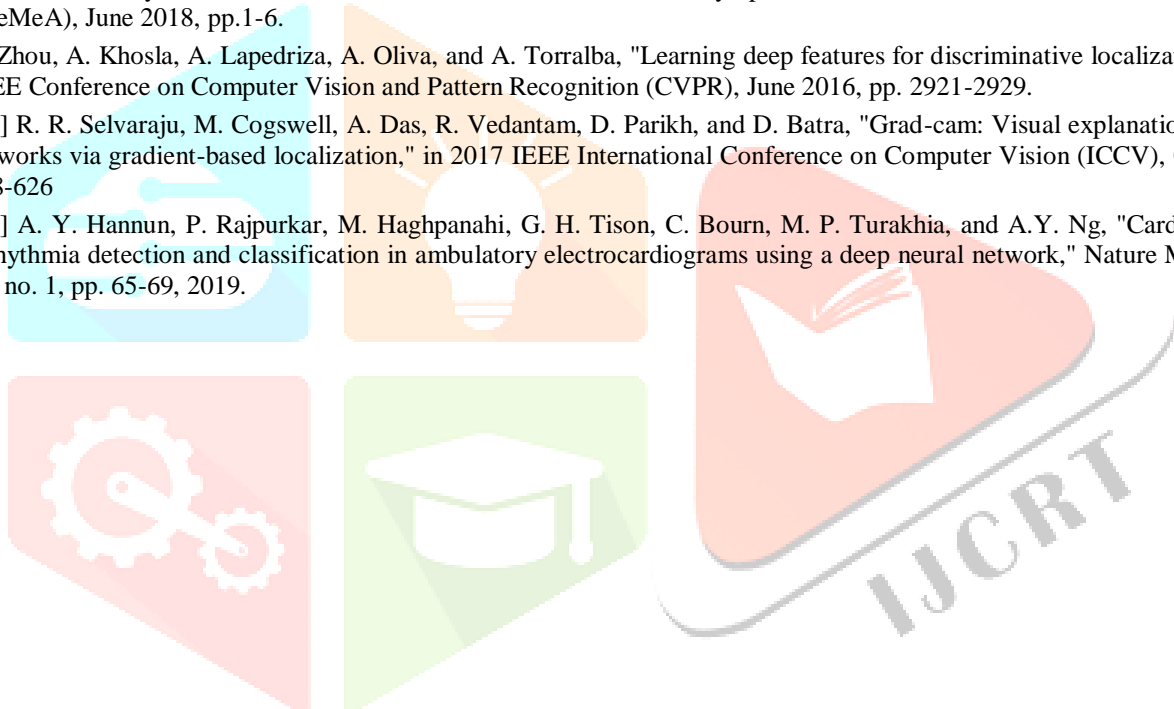 eMeA), June 2018, pp.1-6.
Zhou, A. Khosla, A. Lapedriza, A. Oliva, and A. Torralba, "Learning deep features for discriminative localiza
EE Conference on Computer Vision and Pattern Recognition (CVPR), June 2016, pp. 2921-2929.
] R. R. Selvaraju, M. Cogswell, A. Das, R. Vedantam, D. Parikh, and D. Batra, "Grad-cam: Visual explanatio
works via gradient-based localization," in 2017 IEEE International Conference on Computer Vision (ICCV),
-626
] A. Y. Hannun, P. Rajpurkar, M. Haghpanahi, G. H. Tison, C. Bourn, M. P. Turakhia, and A.Y. Ng, "Card
hythmia detection and classification in ambulatory electrocardiograms using a deep neural network," Nature M
no. 1, pp. 65-69, 2019.
IJCRT